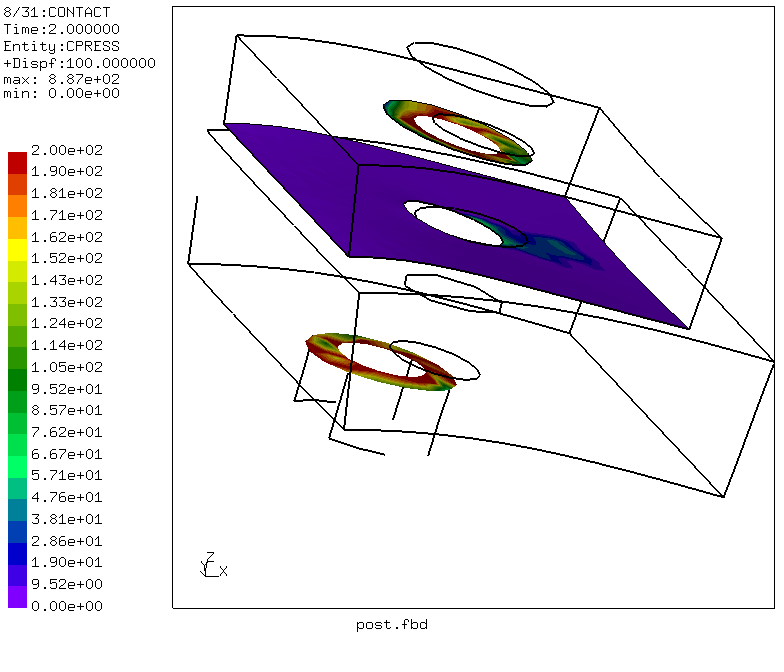 8/31:CONTACT
Time:2.000000
Entity:CPRESS
+Dispf:100.000000
max: 8.87e+02
min: 0.00e+00
2.00e+02
1.90e+02
1.81e+02
1.71e+02
1.62e+02
1.52e+02
1.43e+02
1.33e+02
1.24e+02
1.14e+02
1.05e+02
9.52e+01
8.57e+01
7.62e+01
6.67e+01
5.71e+01
4.76e+01
3.81e+01
2.86e+01
1.90e+01
9.52e+00
0.00e+00
Z
Y
X
post.fbd